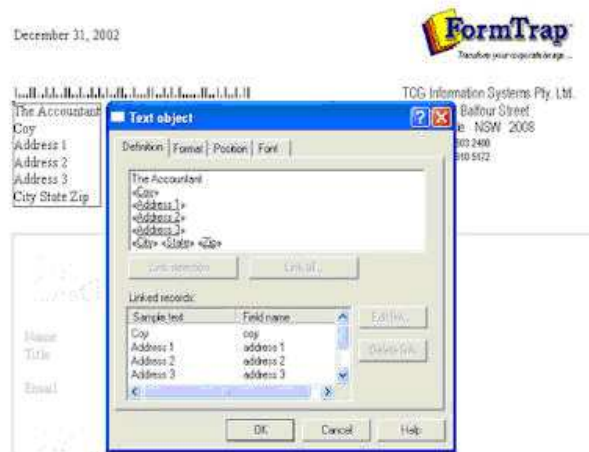 December 31, 2002
FormTrap
TCG Information Systems Pty. Ltd.
Balfour Street
NSW 2008
The Accountant
Coy
Address 1
Address 2
Address 3
City State Zip
Text object
Definition Format Position Font
The Accountant
«Coy»
«Address 1»
«Address 2»
«Address 3»
«City» «State» «Zip»
Link selection Link all...
Linked records:
Sample text Field name
Coy coy
Address 1 address 1
Address 2 address 2
Address 3 address 3
Edit link... Delete link
OK Cancel Help
Name
Title
Email